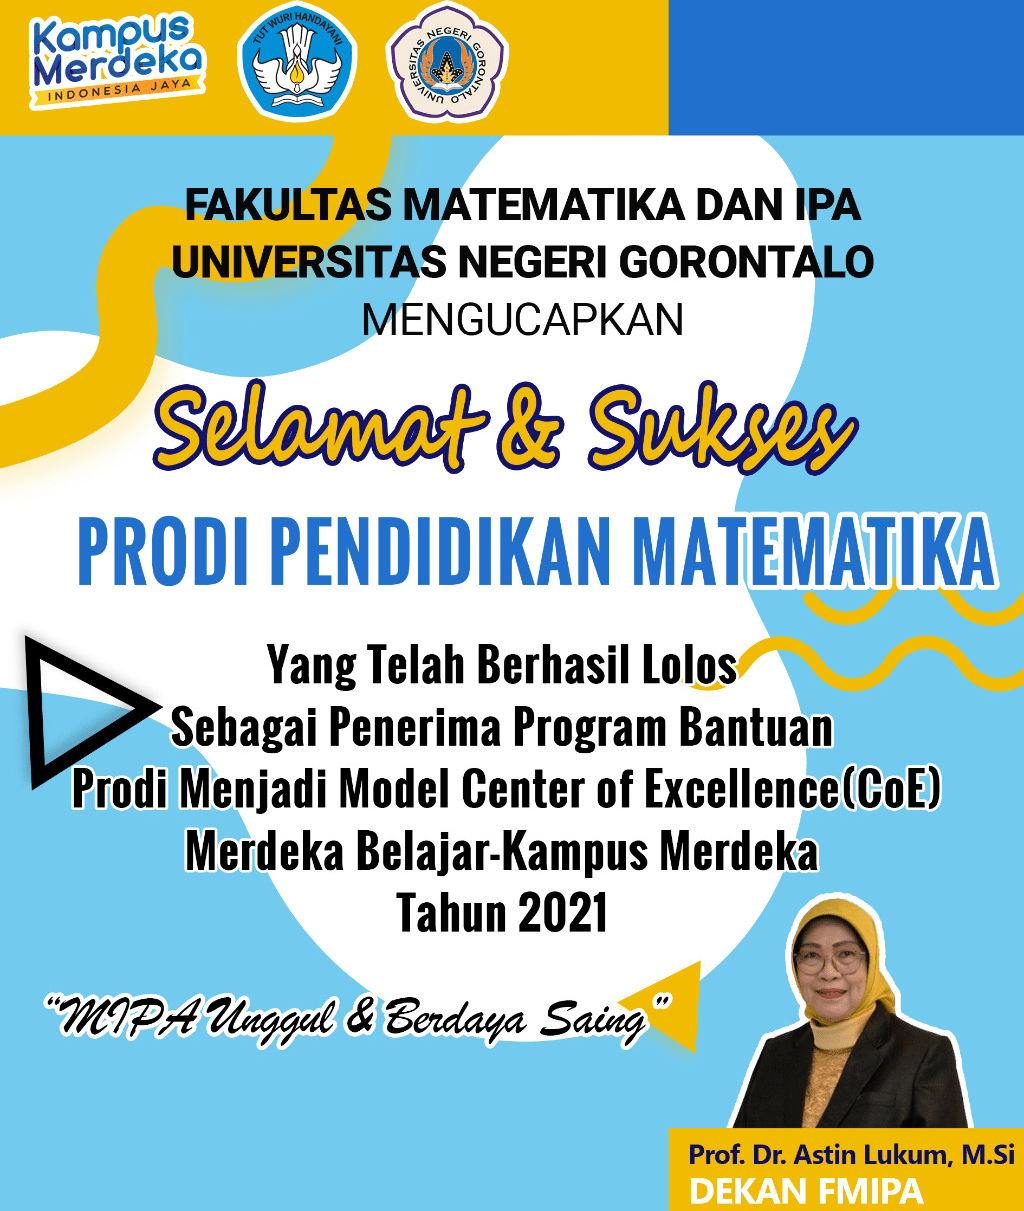 Kampus
Merdeka
INDONESIA JAYA
TUT WURI HANDAYANI
UNIVERSITAS NEGERI GORONTALO
FAKULTAS MATEMATIKA DAN IPA
UNIVERSITAS NEGERI GORONTALO
MENGUCAPKAN
Selamat & Sukses
PRODI PENDIDIKAN MATEMATIKA
Yang Telah Berhasil Lolos
Sebagai Penerima Program Bantuan
Prodi Menjadi Model Center of Excellence(CoE)
Merdeka Belajar-Kampus Merdeka
Tahun 2021
“MIPA Unggul & Berdaya Saing”
Prof. Dr. Astin Lukum, M.Si
DEKAN FMIPA